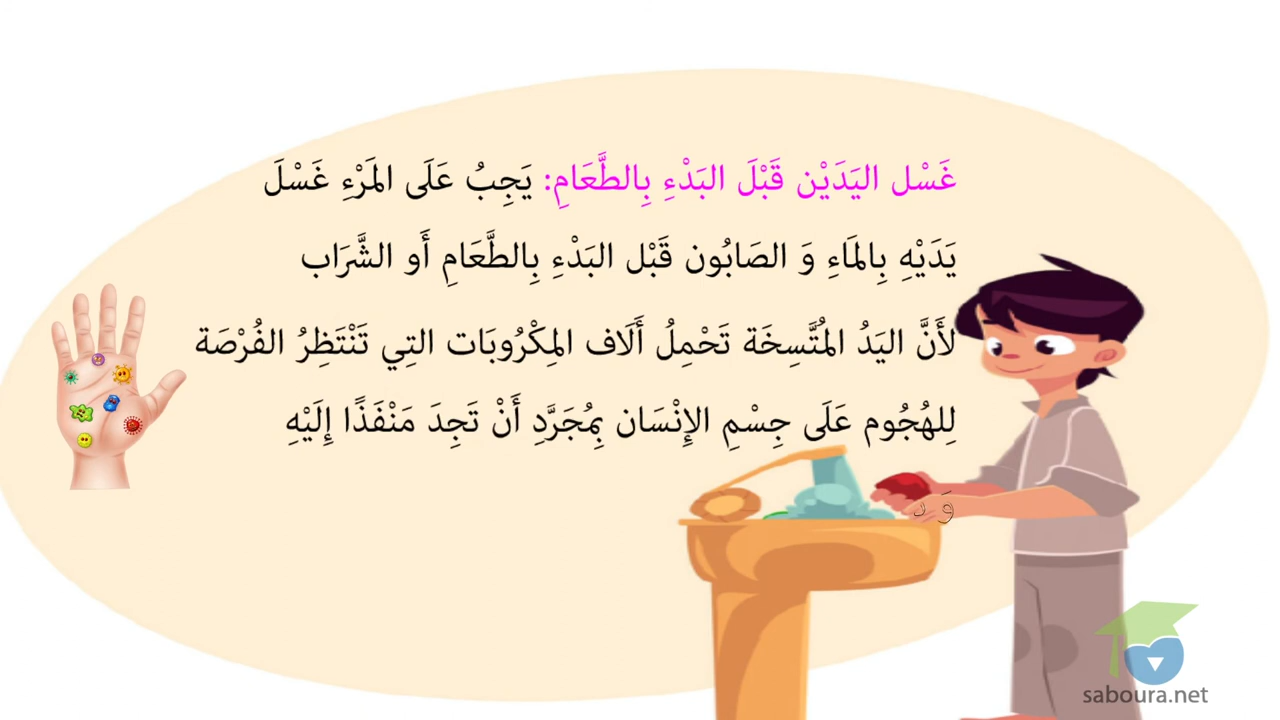 غَسْل اليَدَيْن قَبْلَ البَدْءِ بِالطَّعَامِ: يَجِبُ عَلَى المَرْءِ غَسْلَ
يَدَيْهِ بِالمَاءِ وَ الصَابُون قَبْل البَدْءِ بِالطَّعَامِ أَو الشَّرَاب
لأَنَّ اليَدُ المُتَّسِخَة تَحْمِلُ أَلَاف المِكْرُوبَات التِي تَنْتَظِرُ الفُرْصَة
لِلهُجُوم عَلَى جِسْمِ الإِنْسَان بِمُجَرَّدِ أَنْ تَجِدَ مَنْفَذًا إِلَيْهِ
وَ
saboura.net